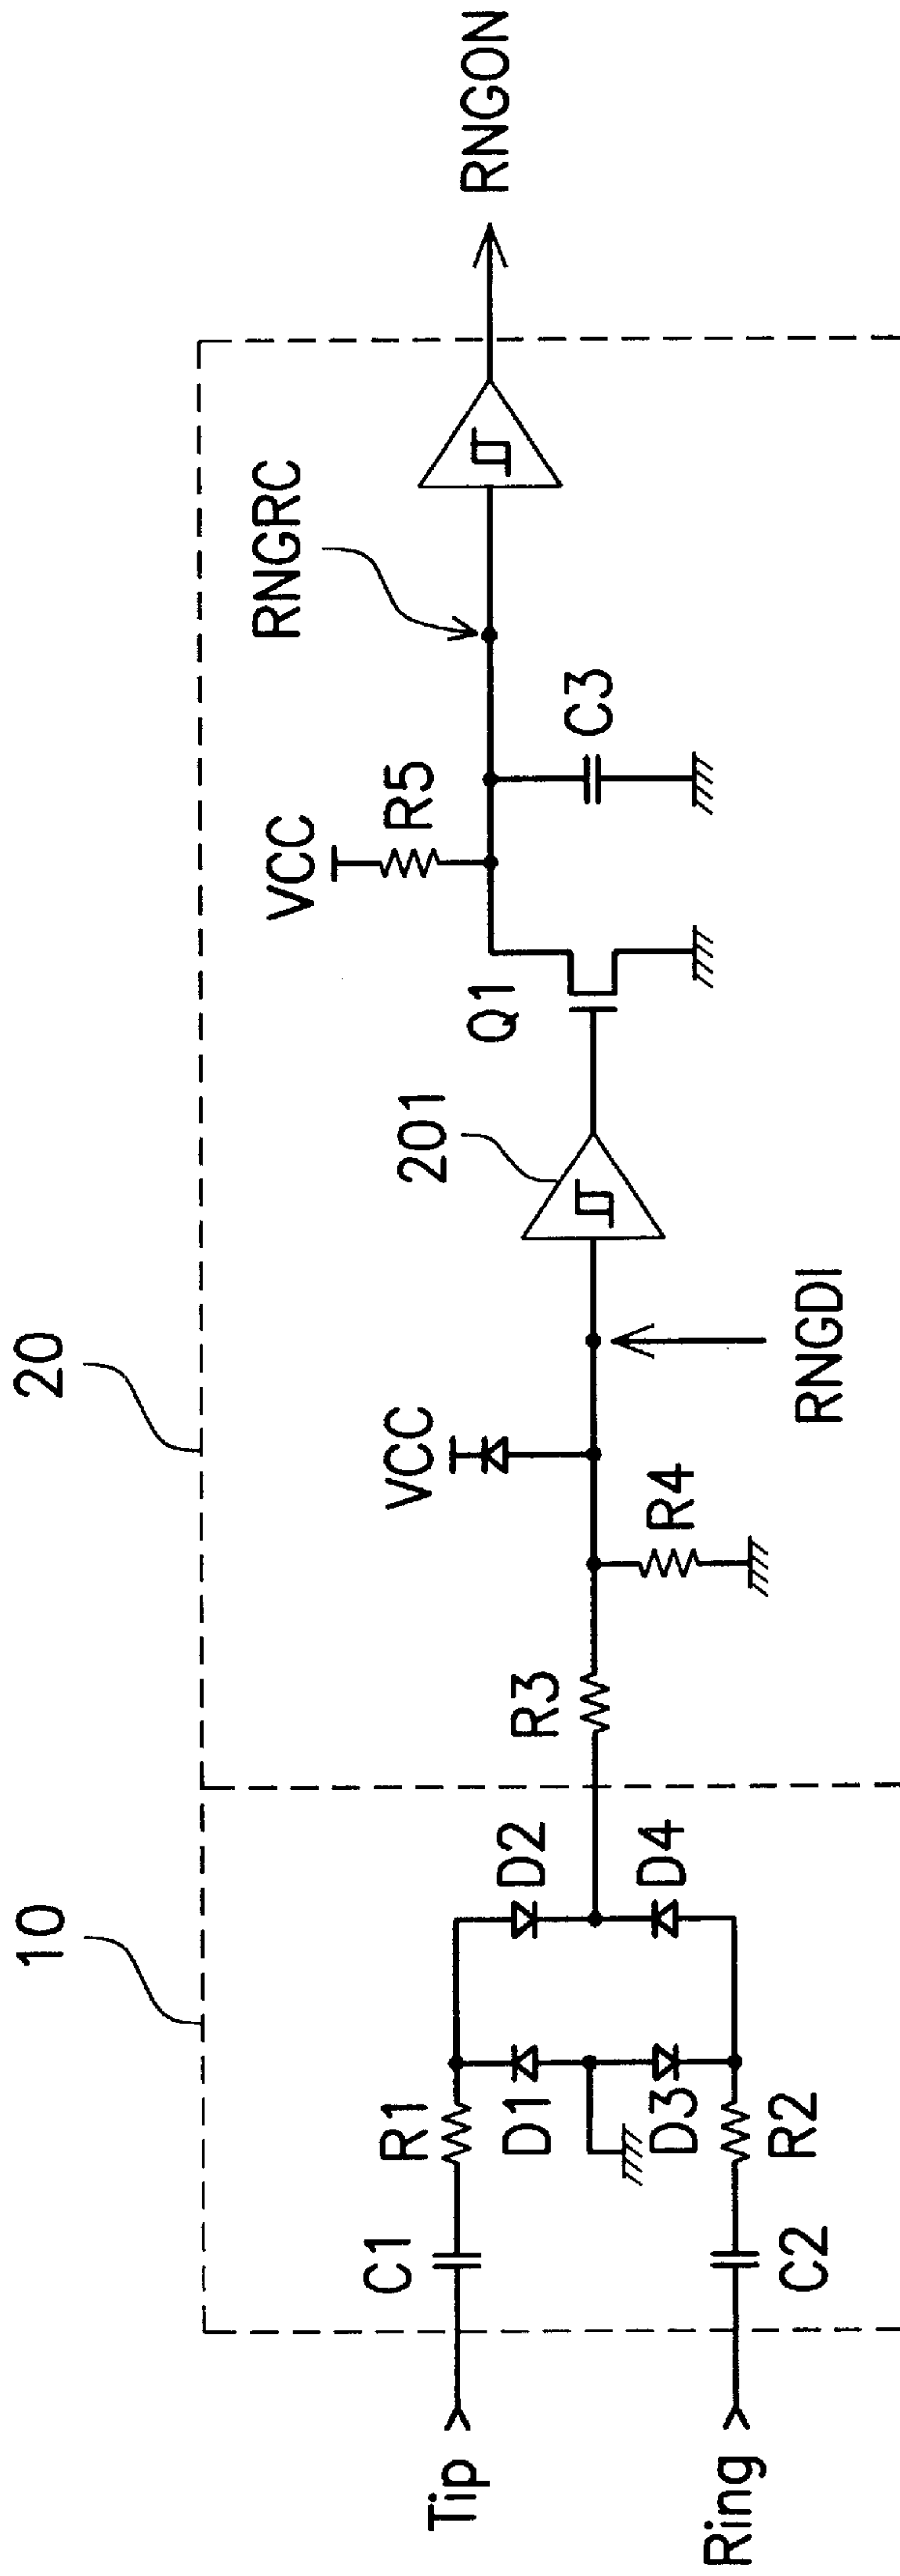 10
20
Tip
C1
R1
D1
D2
D3
D4
Ring
C2
R2
R3
R4
VCC
RNGDI
201
Q1
VCC
R5
C3
RNGRC
RNGON